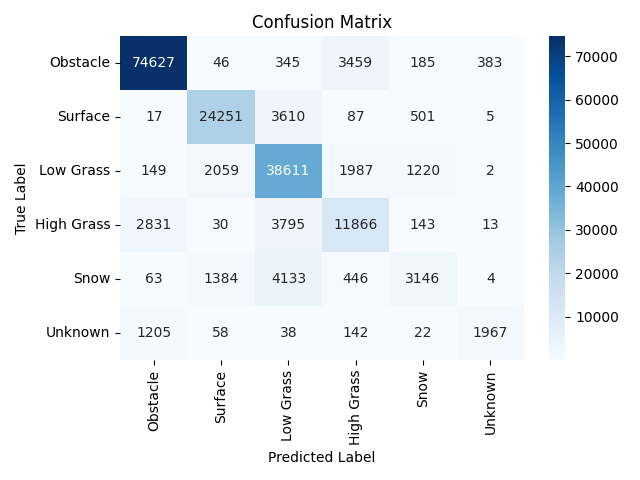 Confusion Matrix
True Label
Obstacle 74627 46 345 3459 185 383
Surface 17 24251 3610 87 501 5
Low Grass 149 2059 38611 1987 1220 2
High Grass 2831 30 3795 11866 143 13
Snow 63 1384 4133 446 3146 4
Unknown 1205 58 38 142 22 1967
Obstacle Surface Low Grass High Grass Snow Unknown
Predicted Label
70000
60000
50000
40000
30000
20000
10000